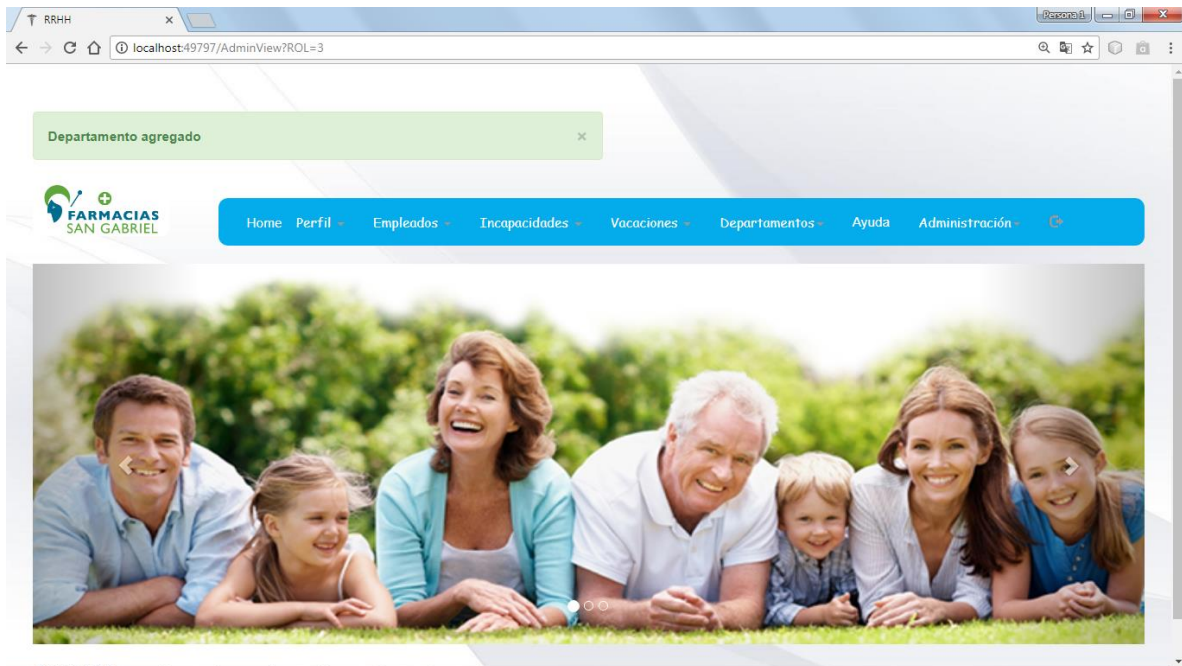 RRHH
Persona 1
localhost:49797/AdminView?ROL=3
Departamento agregado
FARMACIAS
SAN GABRIEL
Home Perfil Empleados Incapacidades Vacaciones Departamentos Ayuda Administración